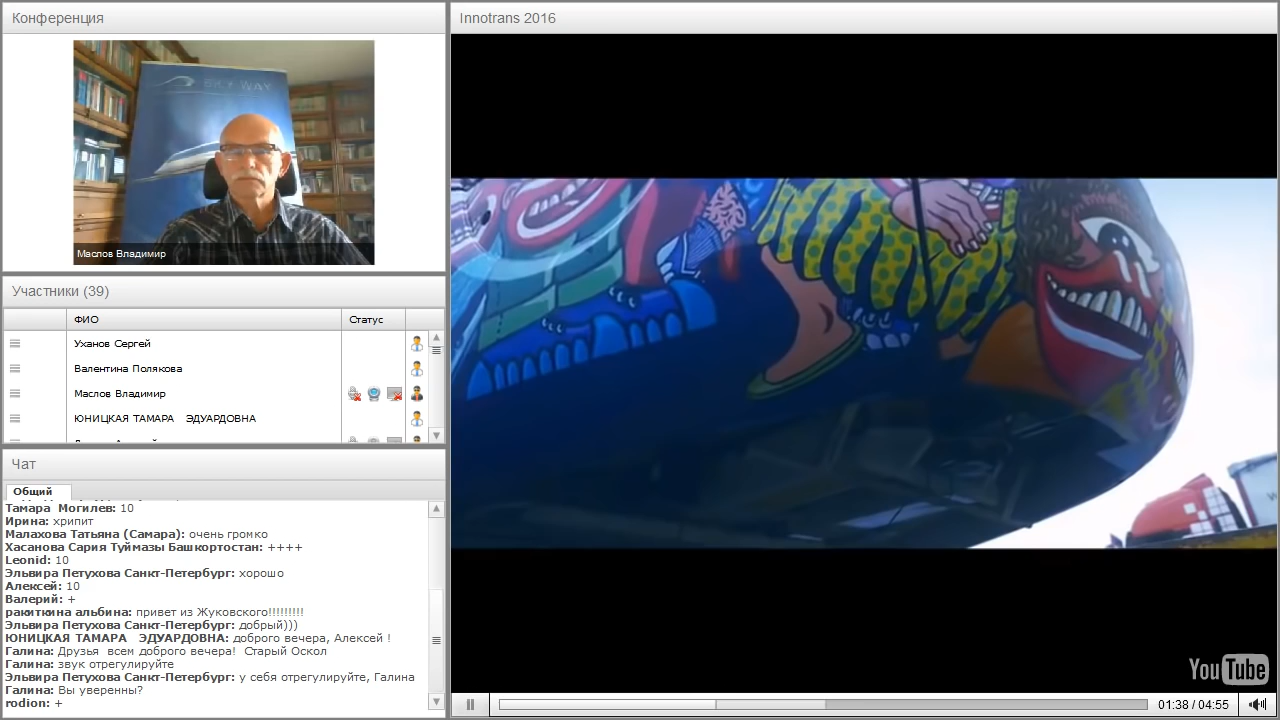 Конференция
SKY WAY
Маслов Владимир
Участники (39)
ФИО
Статус
Уханов Сергей
Валентина Полякова
Маслов Владимир
ЮНИЦКАЯ ТАМАРА ЭДУАРДОВНА
Чат
Общий
Тамара Могилев: 10
Ирина: хрипит
Малахова Татьяна (Самара): очень громко
Хасанова Сария Туймазы Башкортостан: ++++
Leonid: 10
Эльвира Петухова Санкт-Петербург: хорошо
Алексей: 10
Валерий: +
ракиткина альбина: привет из Жуковского!!!!!!!!!
Эльвира Петухова Санкт-Петербург: добрый)))
ЮНИЦКАЯ ТАМАРА ЭДУАРДОВНА: доброго вечера, Алексей !
Галина: Друзья всем доброго вечера! Старый Оскол
Галина: звук отрегулируйте
Эльвира Петухова Санкт-Петербург: у себя отрегулируйте, Галина
Галина: Вы уверенны?
rodion: +
Innotrans 2016
YouTube
01:38 / 04:55